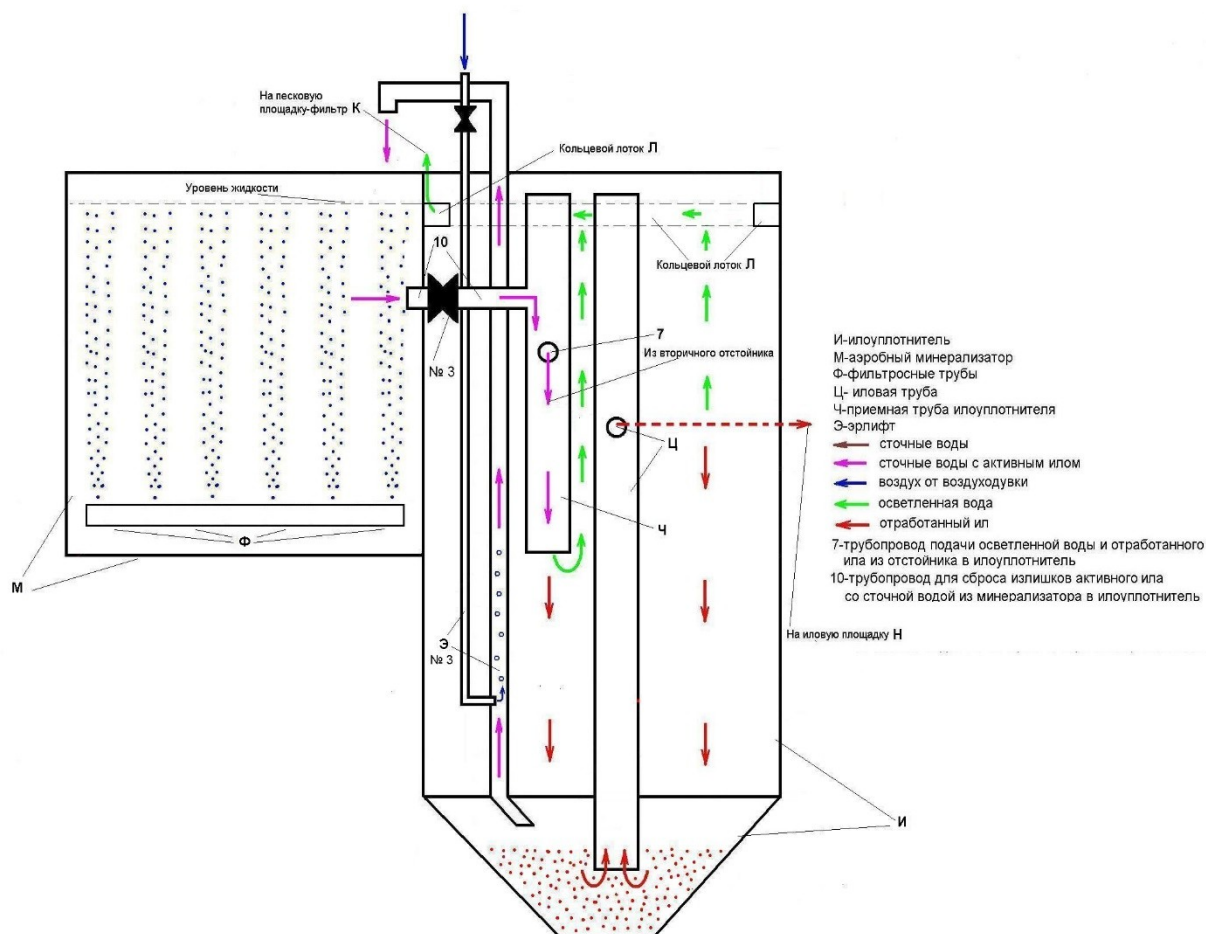 На песковую
площадку-фильтр К
Кольцевой лоток Л
Уровень жидкости
10
Кольцевой лоток Л
7
Из вторичного отстойника
№ 3
Ц
Ч
Ф
М
Э
№ 3
И
И-илоуплотнитель
М-аэробный минерализатор
Ф-фильтросные трубы
Ц- иловая труба
Ч-приемная труба илоуплотнителя
Э-эрлифт
сточные воды
сточные воды с активным илом
воздух от воздуходувки
осветленная вода
отработанный ил
7-трубопровод подачи осветленной воды и отработанного
ила из отстойника в илоуплотнитель
10-трубопровод для сброса излишков активного ила
со сточной водой из минерализатора в илоуплотнитель
На иловую площадку Н